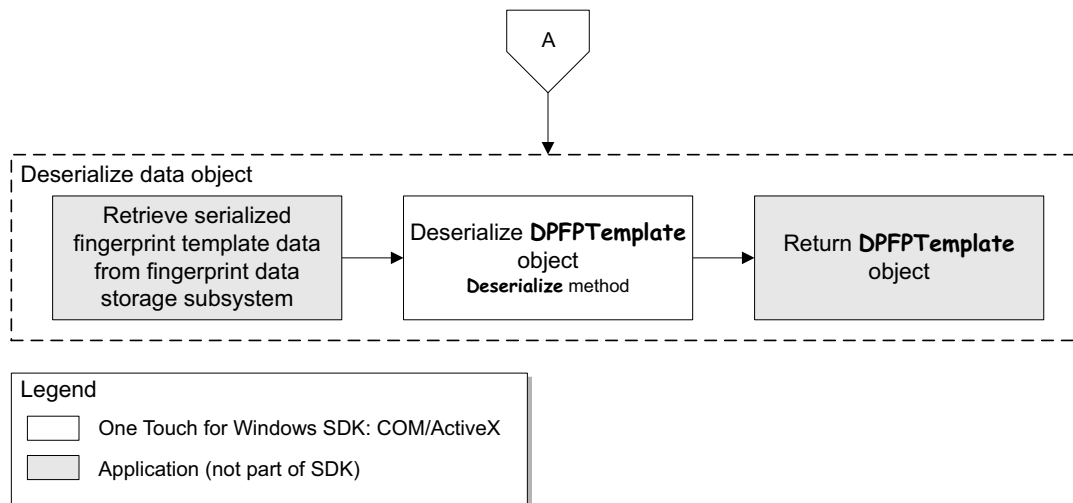 A
Deserialize data object
Retrieve serialized
fingerprint template data
from fingerprint data
storage subsystem
Deserialize DPFPTemplate
object
Deserialize method
Return DPFPTemplate
object
Legend
One Touch for Windows SDK: COM/ActiveX
Application (not part of SDK)